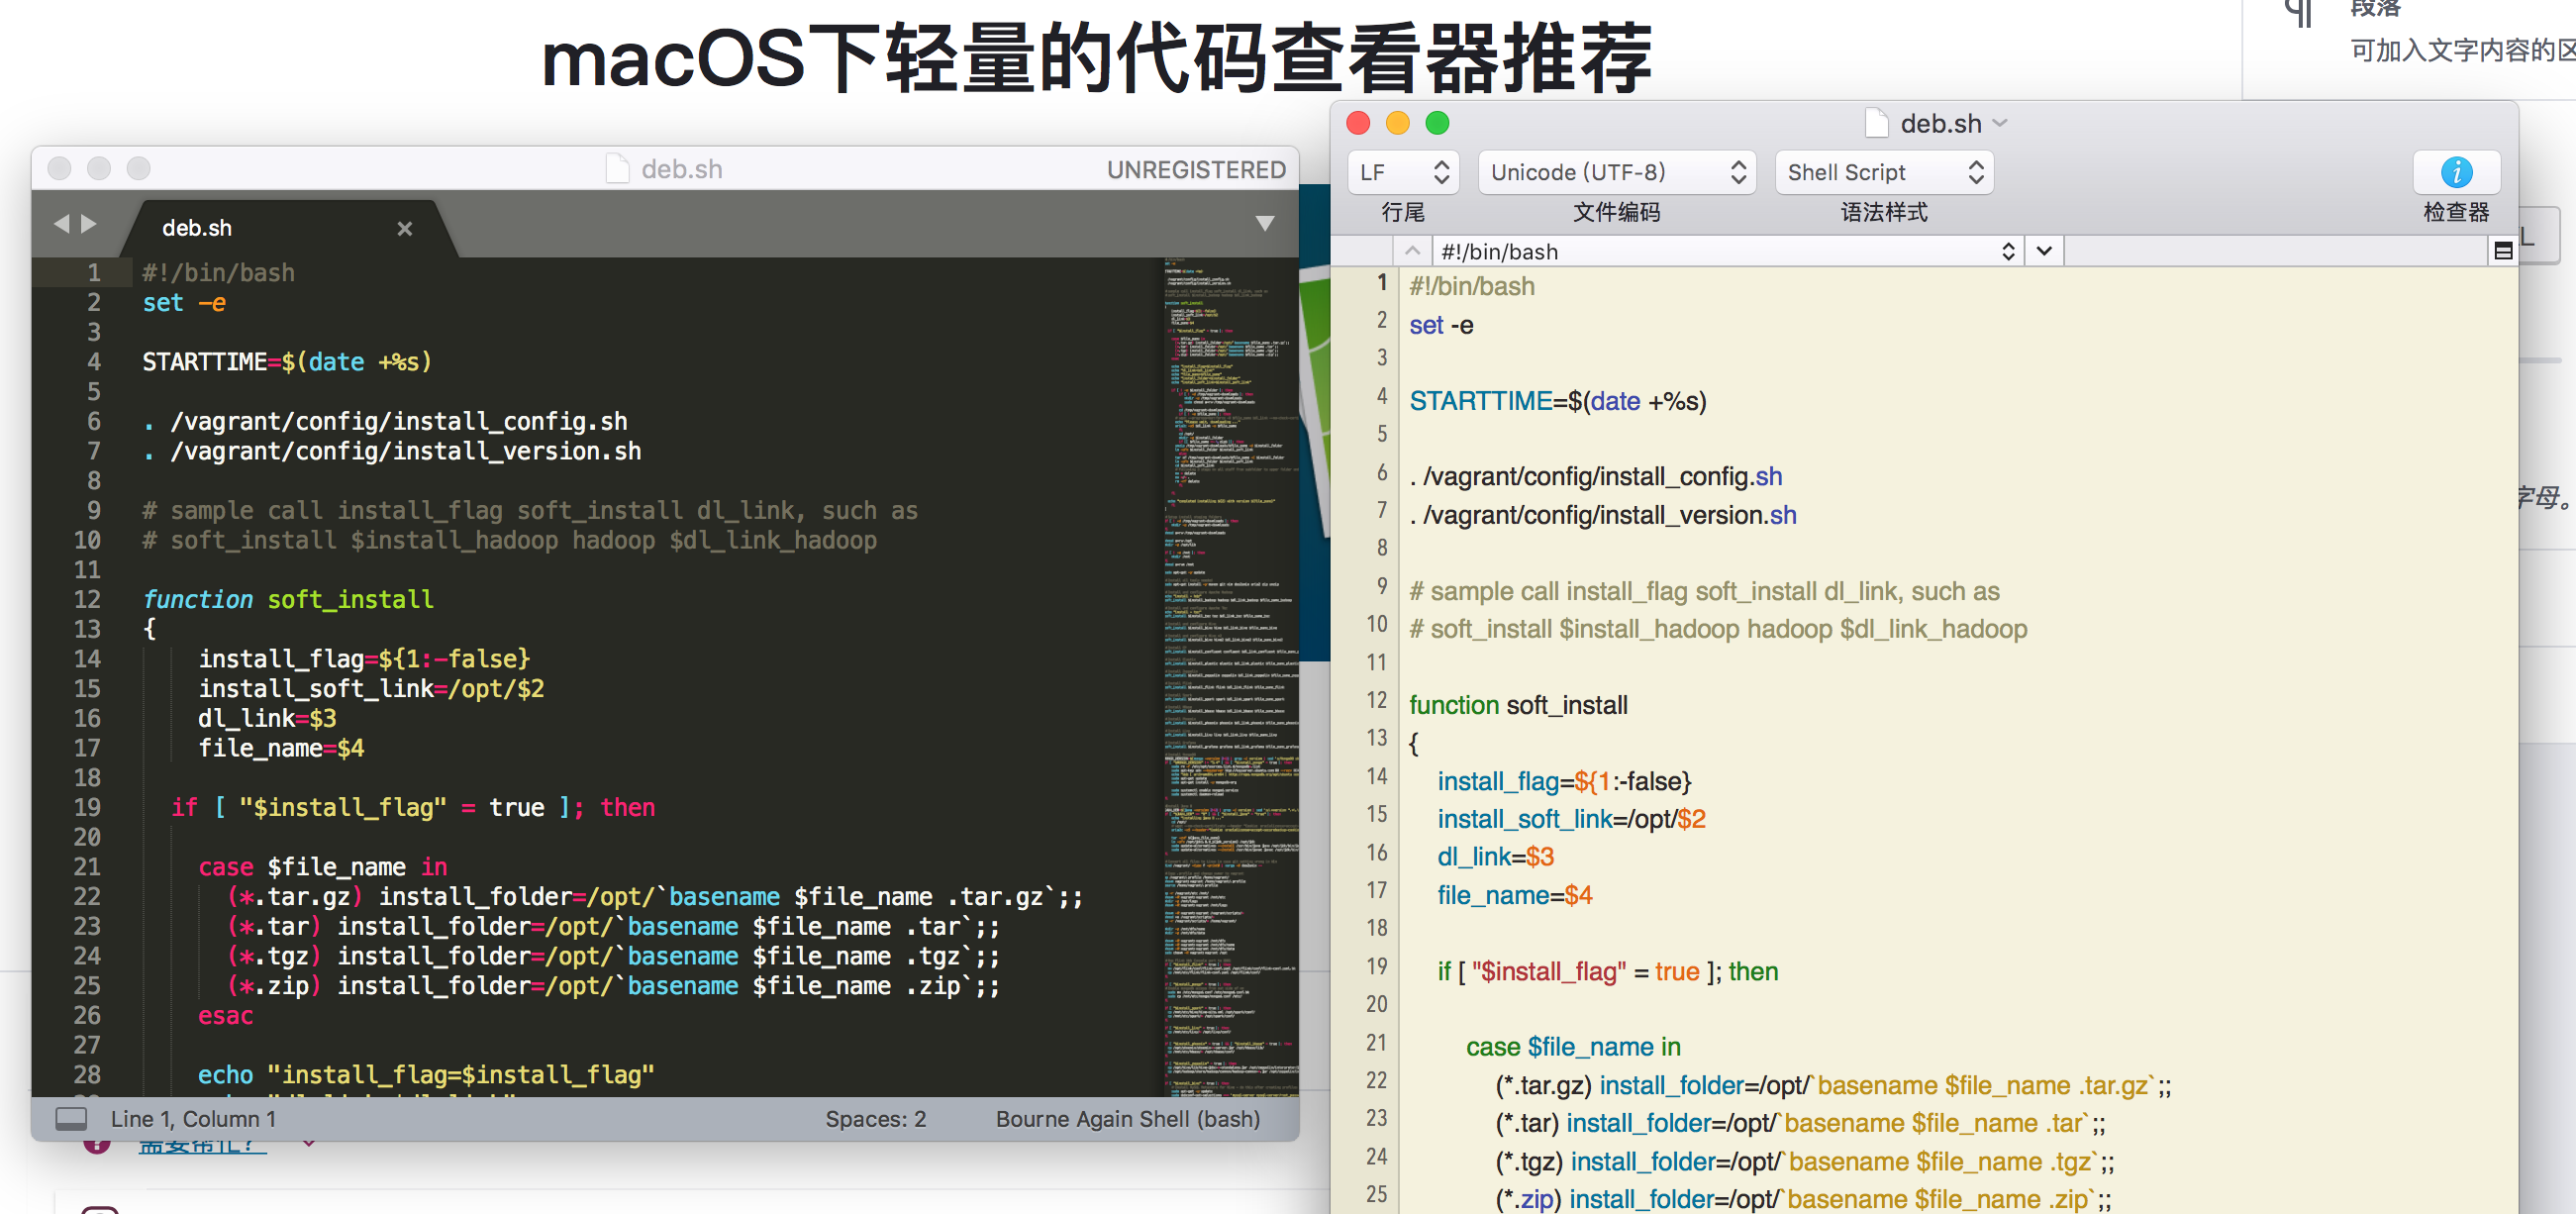 macOS下轻量的代码查看器推荐
段落
可加入文字内容的区
deb.sh
UNREGISTERED
deb.sh
1 #!/bin/bash
2 set -e
3
4 STARTTIME=$(date +%s)
5
6 . /vagrant/config/install_config.sh
7 . /vagrant/config/install_version.sh
8
9 # sample call install_flag soft_install dl_link, such as
10 # soft_install $install_hadoop hadoop $dl_link_hadoop
11
12 function soft_install
13 {
14 install_flag=${1:-false}
15 install_soft_link=/opt/$2
16 dl_link=$3
17 file_name=$4
18
19 if [ "$install_flag" = true ]; then
20
21 case $file_name in
22 (*.tar.gz) install_folder=/opt/`basename $file_name .tar.gz`;;
23 (*.tar) install_folder=/opt/`basename $file_name .tar`;;
24 (*.tgz) install_folder=/opt/`basename $file_name .tgz`;;
25 (*.zip) install_folder=/opt/`basename $file_name .zip`;;
26 esac
27
28 echo "install_flag=$install_flag"
Line 1, Column 1
Spaces: 2
Bourne Again Shell (bash)
需要帮忙？
deb.sh
LF
Unicode (UTF-8)
Shell Script
行尾
文件编码
语法样式
检查器
#!/bin/bash
1 #!/bin/bash
2 set -e
3
4 STARTTIME=$(date +%s)
5
6 . /vagrant/config/install_config.sh
7 . /vagrant/config/install_version.sh
8
9 # sample call install_flag soft_install dl_link, such as
10 # soft_install $install_hadoop hadoop $dl_link_hadoop
11
12 function soft_install
13 {
14 install_flag=${1:-false}
15 install_soft_link=/opt/$2
16 dl_link=$3
17 file_name=$4
18
19 if [ "$install_flag" = true ]; then
20
21 case $file_name in
22 (*.tar.gz) install_folder=/opt/`basename $file_name .tar.gz`;;
23 (*.tar) install_folder=/opt/`basename $file_name .tar`;;
24 (*.tgz) install_folder=/opt/`basename $file_name .tgz`;;
25 (*.zip) install_folder=/opt/`basename $file_name .zip`;;
L
字母。